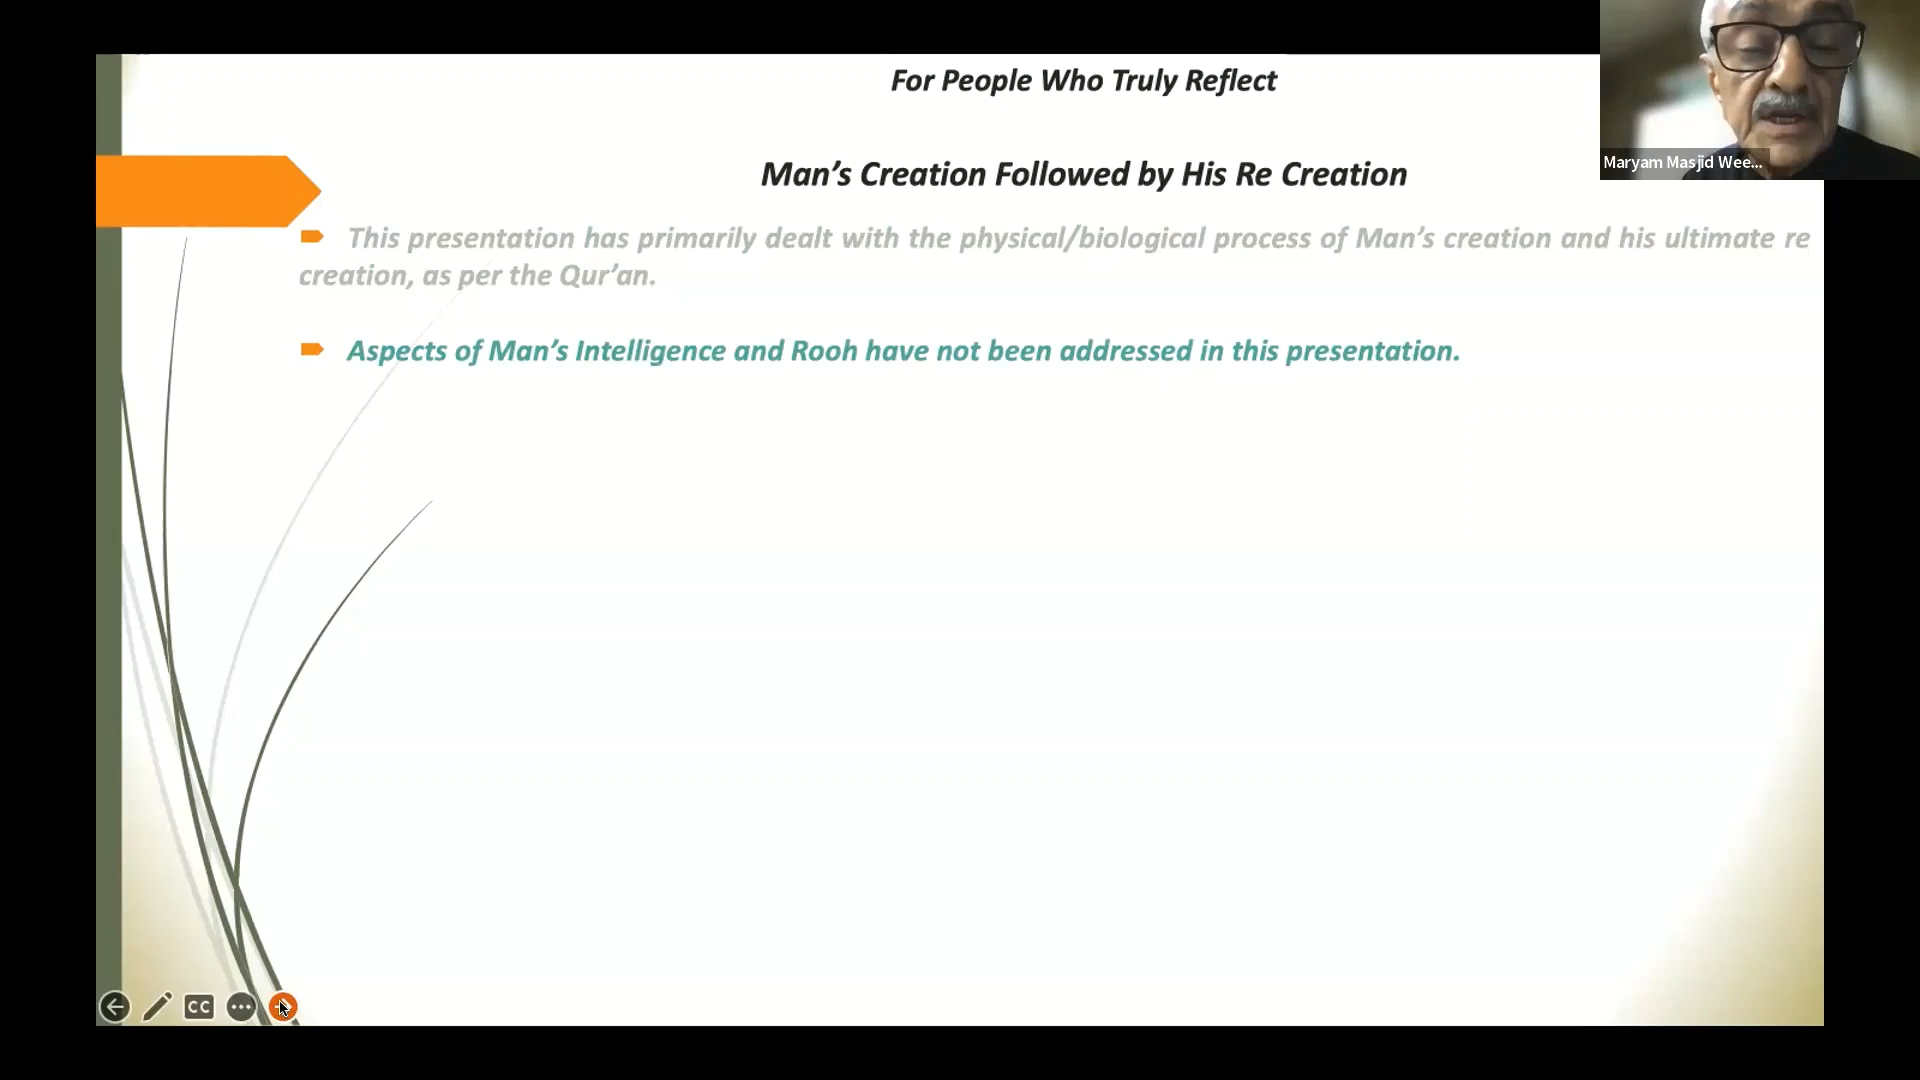 For People Who Truly Reflect
Man's Creation Followed by His Re Creation
This presentation has primarily dealt with the physical/biological process of Man's creation and his ultimate re
creation, as per the Qur'an.
Aspects of Man's Intelligence and Rooh have not been addressed in this presentation.
Maryam Masjid Wee...
CC